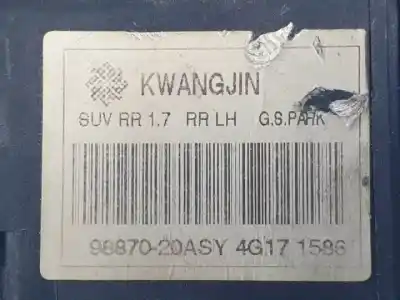 KWANGJIN
SUV RR 1.7 RR LH G.S.PARK
98870-20ASY 4G17 1586